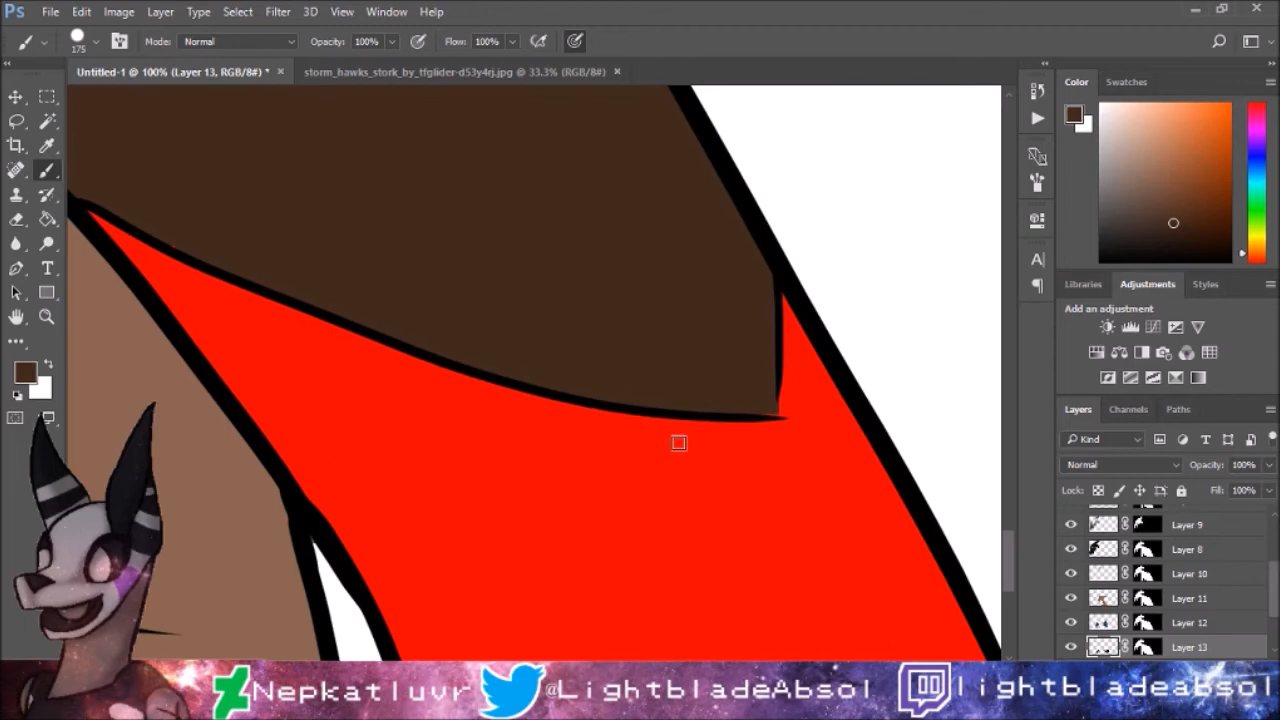 Ps File Edit Image Layer Type Select Filter 3D View Window Help
175 Mode: Normal Opacity: 100% Flow: 100%
Untitled-1 @ 100% (Layer 13, RGB/8#) * × storm_hawks_stork_by_tfglider-d53y4rj.jpg @ 33.3% (RGB/8#) ×
Color Swatches
Libraries Adjustments Styles
Add an adjustment
Layers Channels Paths
Kind
Normal Opacity: 100%
Lock: Fill: 100%
Layer 9
Layer 8
Layer 10
Layer 11
Layer 12
Layer 13
Nepkatluvr @LightbladeAbsol lightbladeabsol